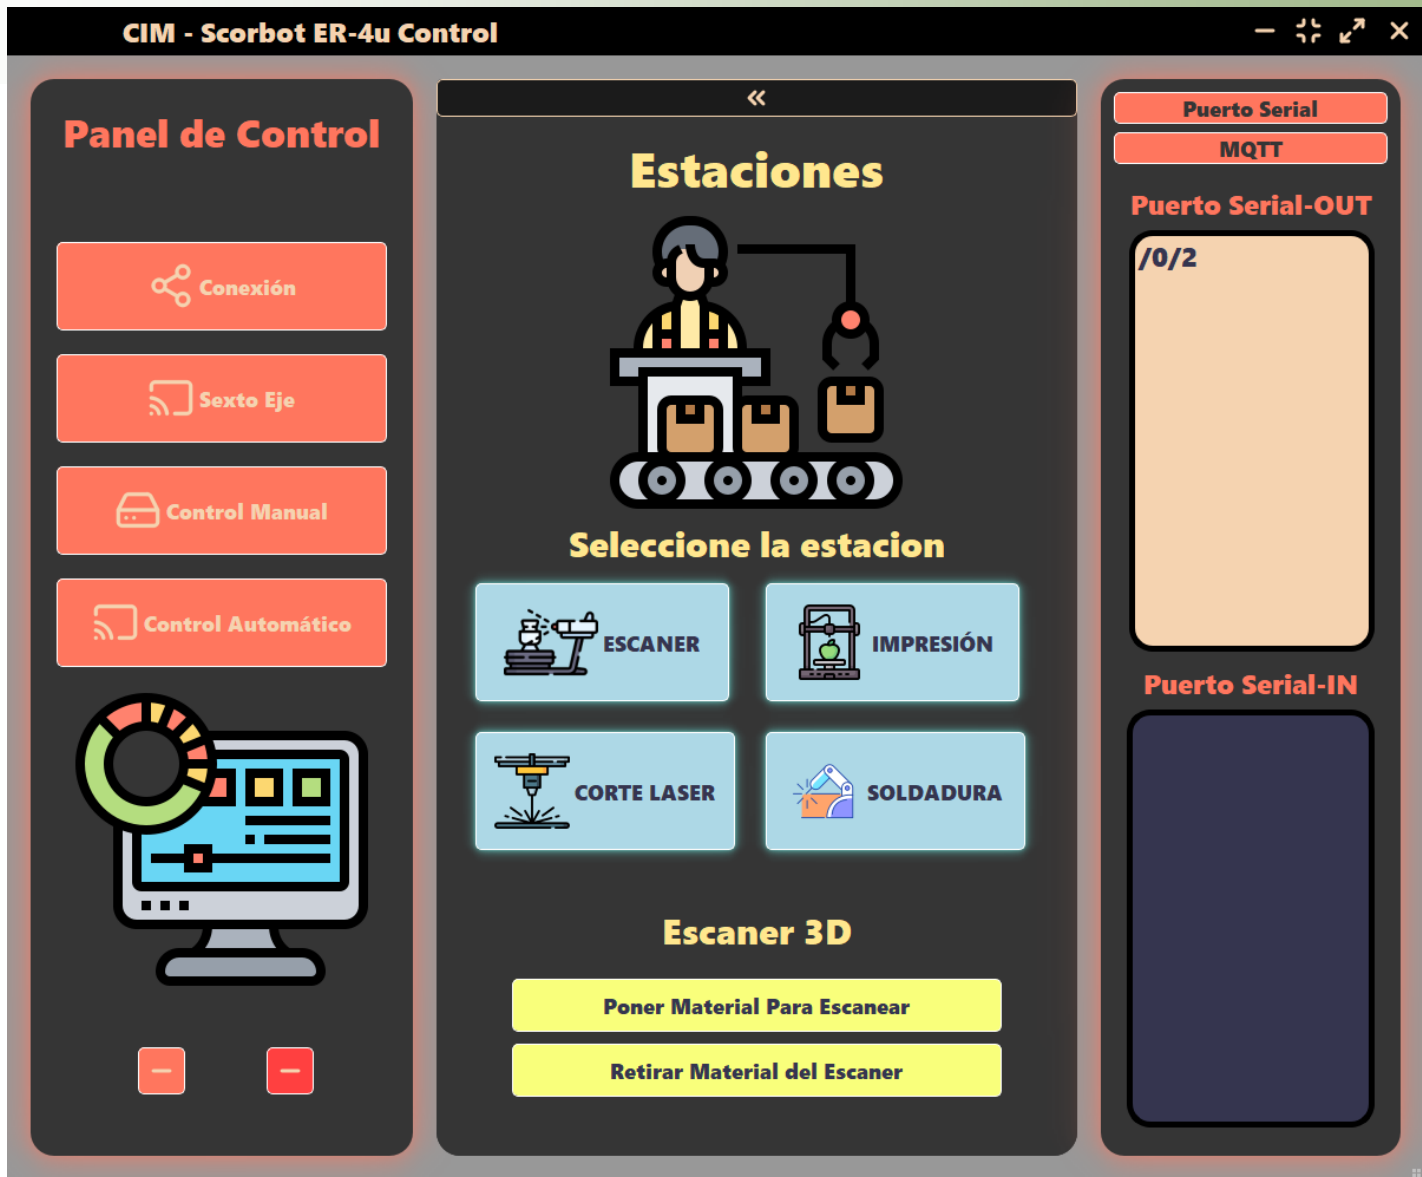 CIM - Scorbot ER-4u Control
Panel de Control
Conexión
Sexto Eje
Control Manual
Control Automático
«
Estaciones
Seleccione la estacion
ESCANER
IMPRESIÓN
CORTE LASER
SOLDADURA
Escaner 3D
Poner Material Para Escanear
Retirar Material del Escaner
Puerto Serial
MQTT
Puerto Serial-OUT
/0/2
Puerto Serial-IN